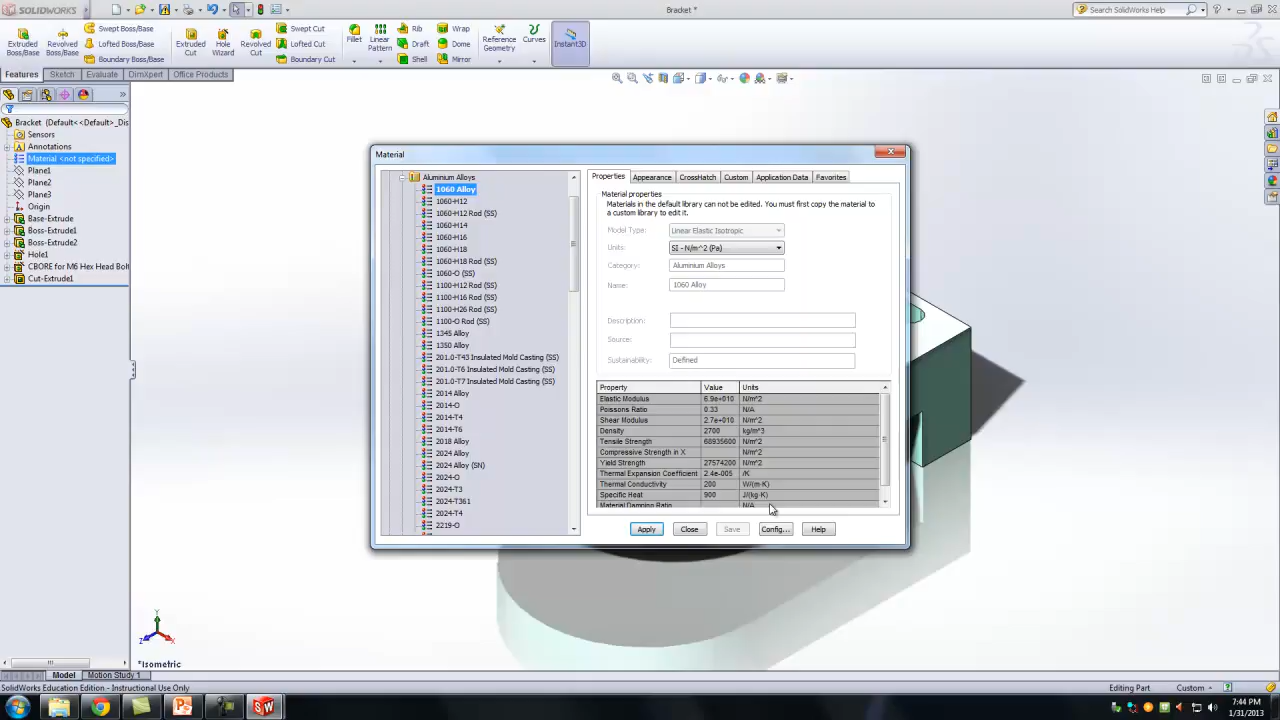 SOLIDWORKS
Bracket *
Search SolidWorks Help
Extruded Boss/Base
Revolved Boss/Base
Swept Boss/Base
Lofted Boss/Base
Boundary Boss/Base
Extruded Cut
Hole Wizard
Revolved Cut
Swept Cut
Lofted Cut
Boundary Cut
Fillet
Linear Pattern
Rib
Draft
Shell
Wrap
Dome
Mirror
Reference Geometry
Curves
Instant3D
Features
Sketch
Evaluate
DimXpert
Office Products
Bracket (Default<<Default>_Dis
Sensors
Annotations
Material <not specified>
Plane1
Plane2
Plane3
Origin
Base-Extrude
Boss-Extrude1
Boss-Extrude2
Hole1
CBORE for M6 Hex Head Bolt
Cut-Extrude1
Material
Aluminium Alloys
1060 Alloy
1060-H12
1060-H12 Rod (SS)
1060-H14
1060-H16
1060-H18
1060-H18 Rod (SS)
1060-O (SS)
1100-H12 Rod (SS)
1100-H16 Rod (SS)
1100-H26 Rod (SS)
1100-O Rod (SS)
1345 Alloy
1350 Alloy
201.0-T43 Insulated Mold Casting (SS)
201.0-T6 Insulated Mold Casting (SS)
201.0-T7 Insulated Mold Casting (SS)
2014 Alloy
2014-O
2014-T4
2014-T6
2018 Alloy
2024 Alloy
2024 Alloy (SN)
2024-O
2024-T3
2024-T361
2024-T4
2219-O
Properties
Appearance
CrossHatch
Custom
Application Data
Favorites
Material properties
Materials in the default library can not be edited. You must first copy the material to
a custom library to edit it.
Model Type: Linear Elastic Isotropic
Units: SI - N/m^2 (Pa)
Category: Aluminium Alloys
Name: 1060 Alloy
Description:
Source:
Sustainability: Defined
Property Value Units
Elastic Modulus 6.9e+010 N/m^2
Poissons Ratio 0.33 N/A
Shear Modulus 2.7e+010 N/m^2
Density 2700 kg/m^3
Tensile Strength 68935600 N/m^2
Compressive Strength in X N/m^2
Yield Strength 27574200 N/m^2
Thermal Expansion Coefficient 2.4e-005 /K
Thermal Conductivity 200 W/(m·K)
Specific Heat 900 J/(kg·K)
Material Damping Ratio N/A
Apply
Close
Save
Config...
Help
Y
X
Z
*Isometric
Model
Motion Study 1
SolidWorks Education Edition - Instructional Use Only
Editing Part
Custom
7:44 PM
1/31/2013